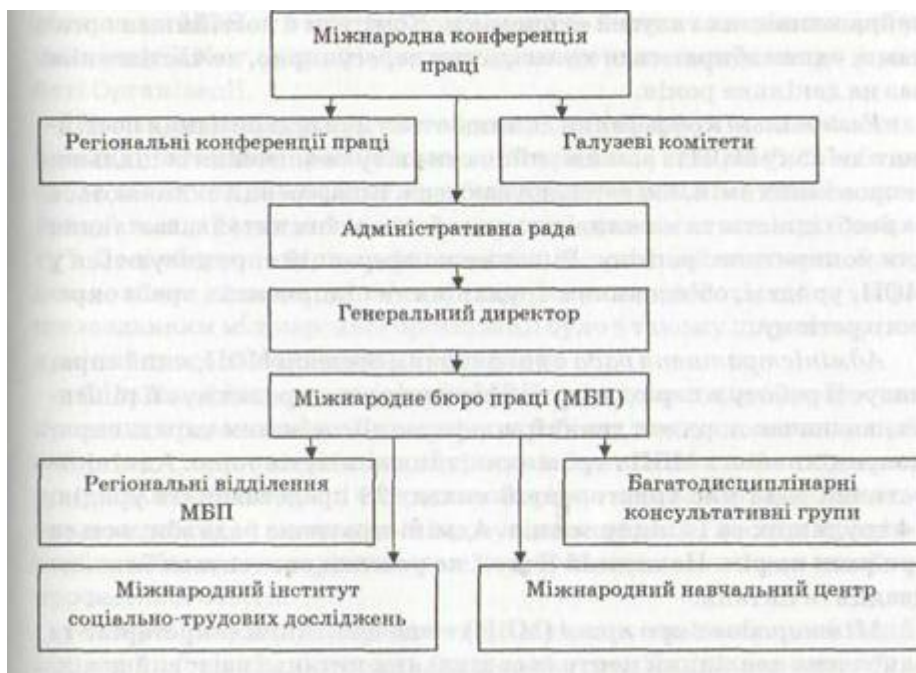 Міжнародна конференція
праці
Регіональні конференції праці
Галузеві комітети
Адміністративна рада
Генеральний директор
Міжнародне бюро праці (МБП)
Регіональні відділення
МБП
Багатодисциплінарні
консультативні групи
Міжнародний інститут
соціально-трудових досліджень
Міжнародний навчальний центр